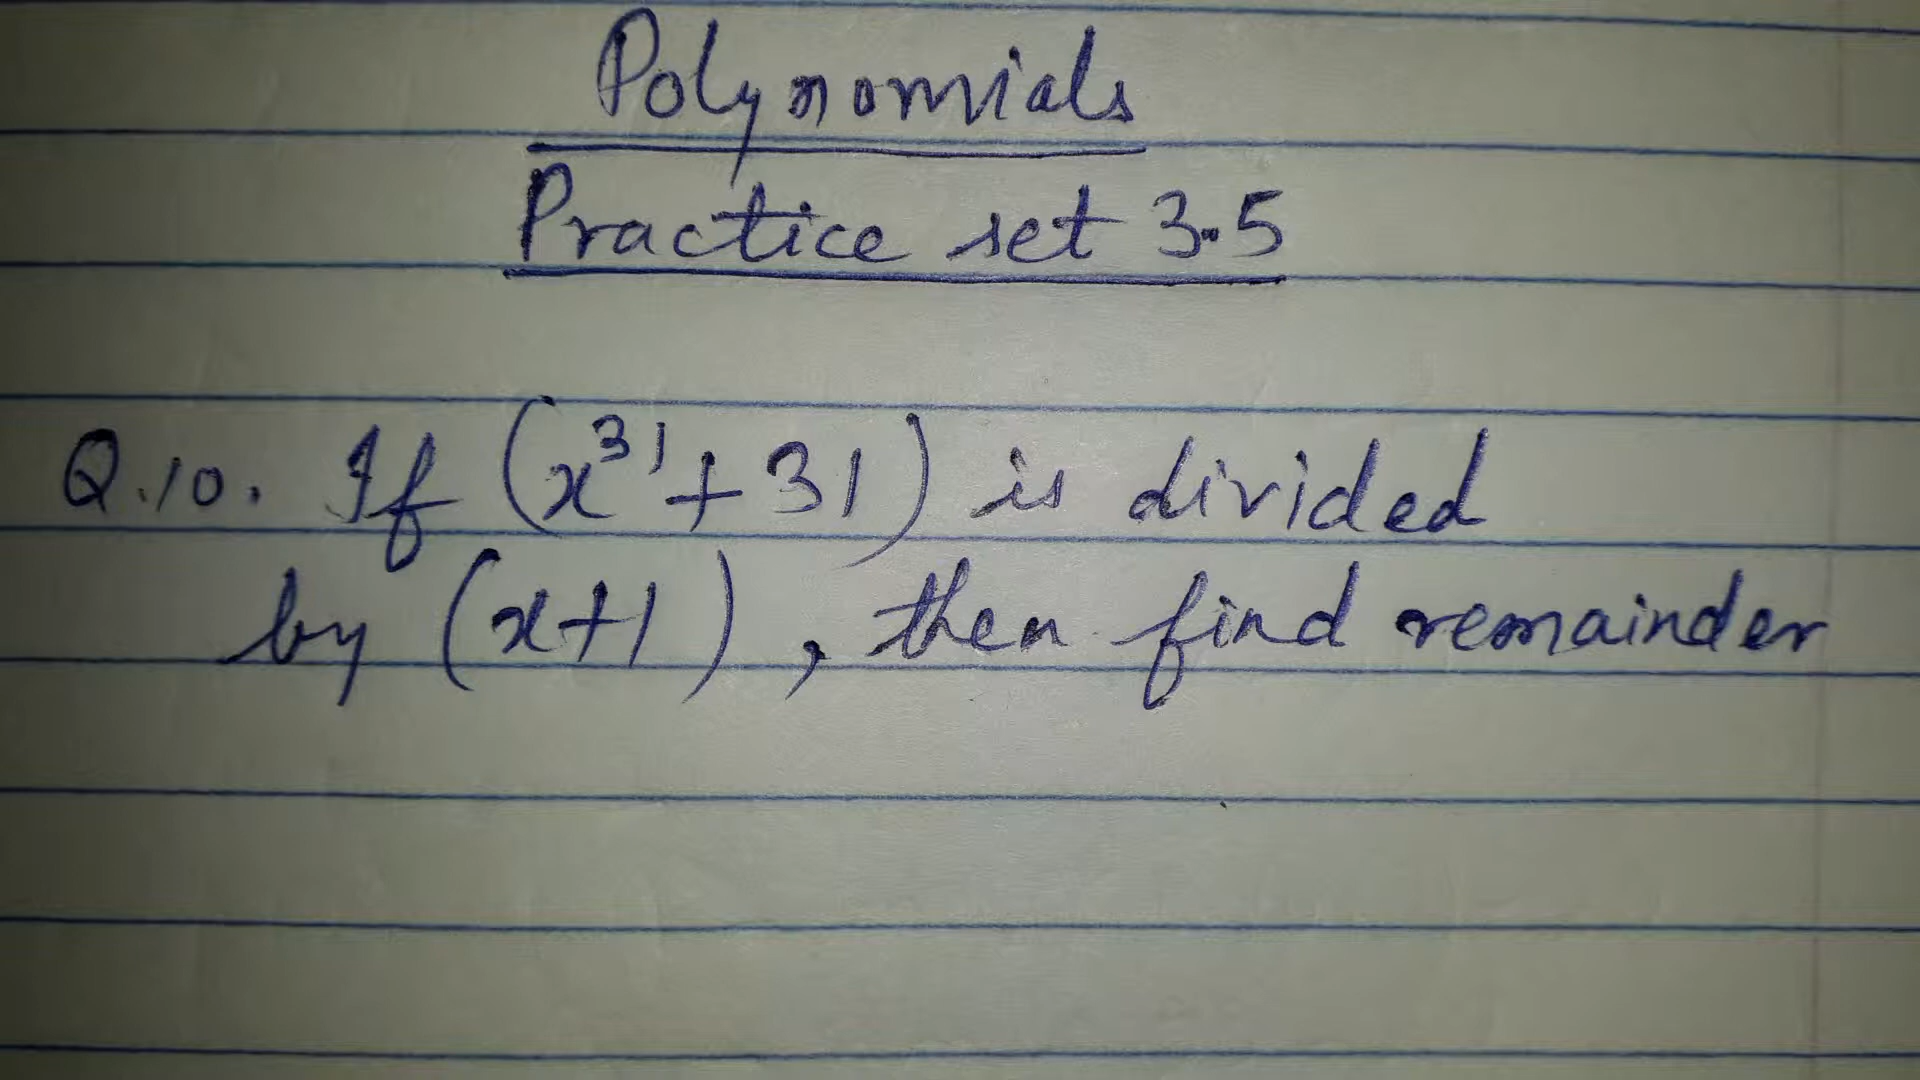 Polynomials
Practice set 3.5
Q.10. If (x³¹+31) is divided
by (x+1), then find remainder